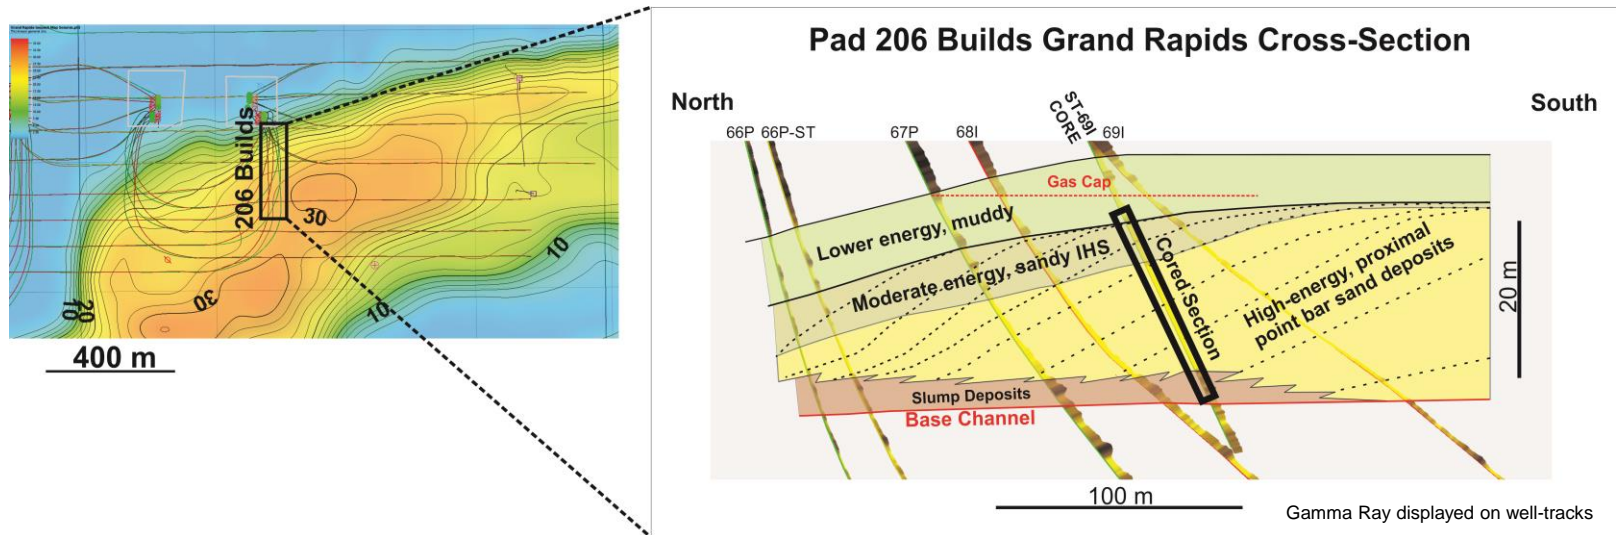 206 Builds
30
30
10
10
20
10
400 m
Pad 206 Builds Grand Rapids Cross-Section
North
South
66P
66P-ST
67P
68I
ST-69I
CORE
69I
Gas Cap
Lower energy, muddy
Moderate energy, sandy IHS
Cored Section
High-energy, proximal
point bar sand deposits
Slump Deposits
Base Channel
20 m
100 m
Gamma Ray displayed on well-tracks